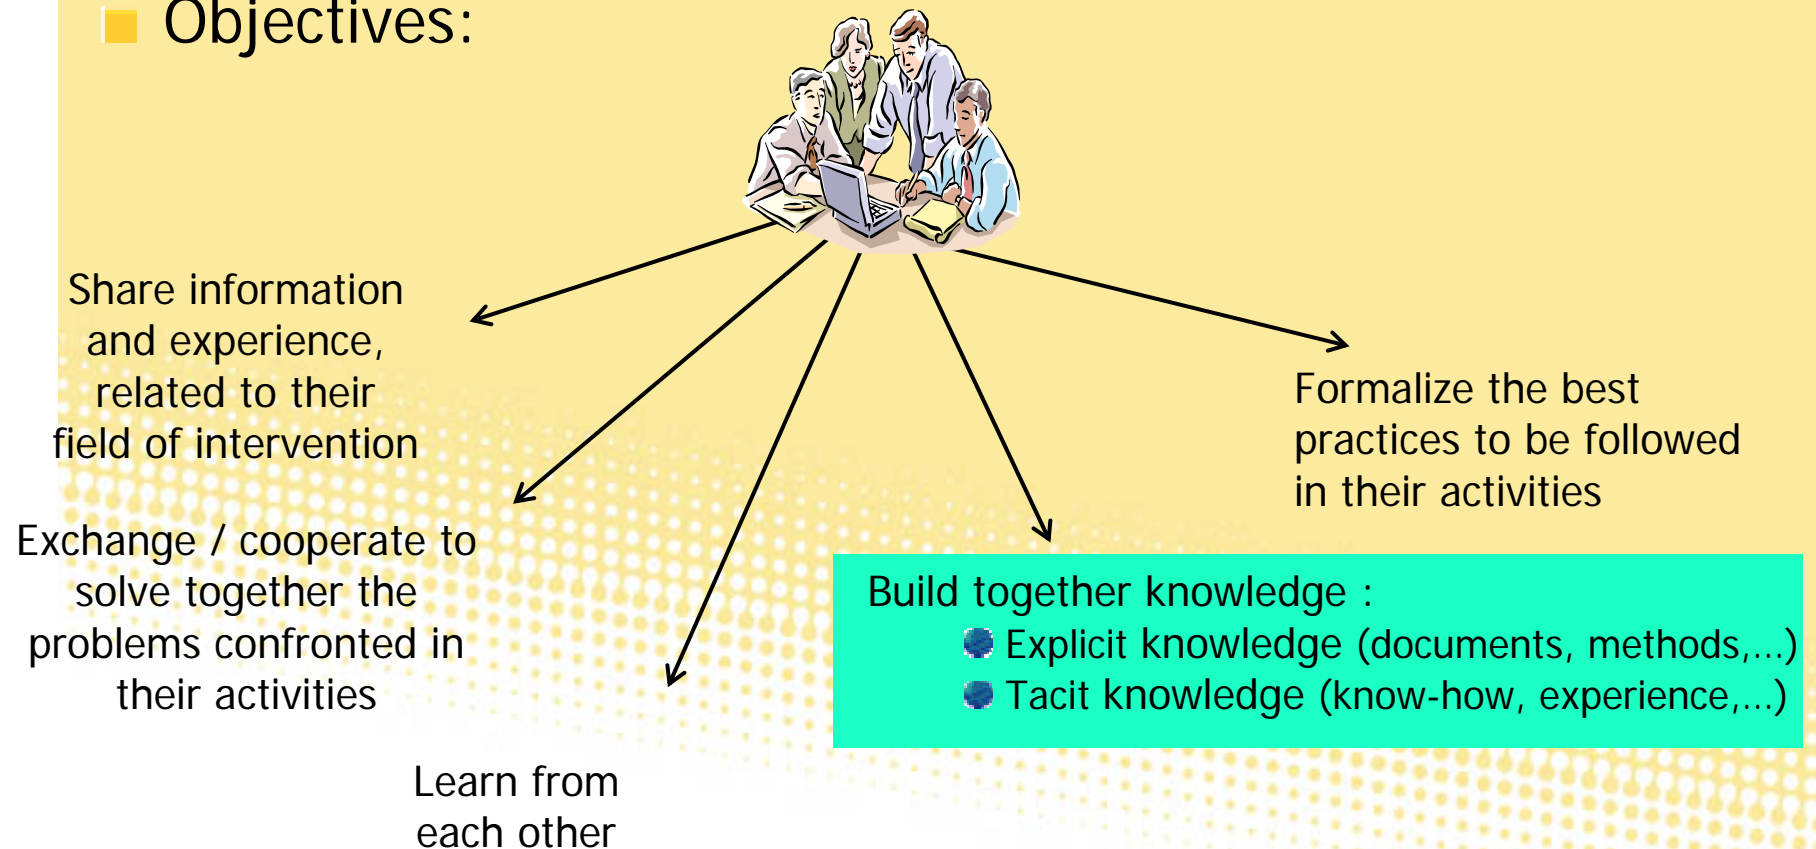 Objectives:
Share information
and experience,
related to their
field of intervention
Exchange / cooperate to
solve together the
problems confronted in
their activities
Learn from
each other
Build together knowledge :
Explicit knowledge (documents, methods,...)
Tacit knowledge (know-how, experience,...)
Formalize the best
practices to be followed
in their activities